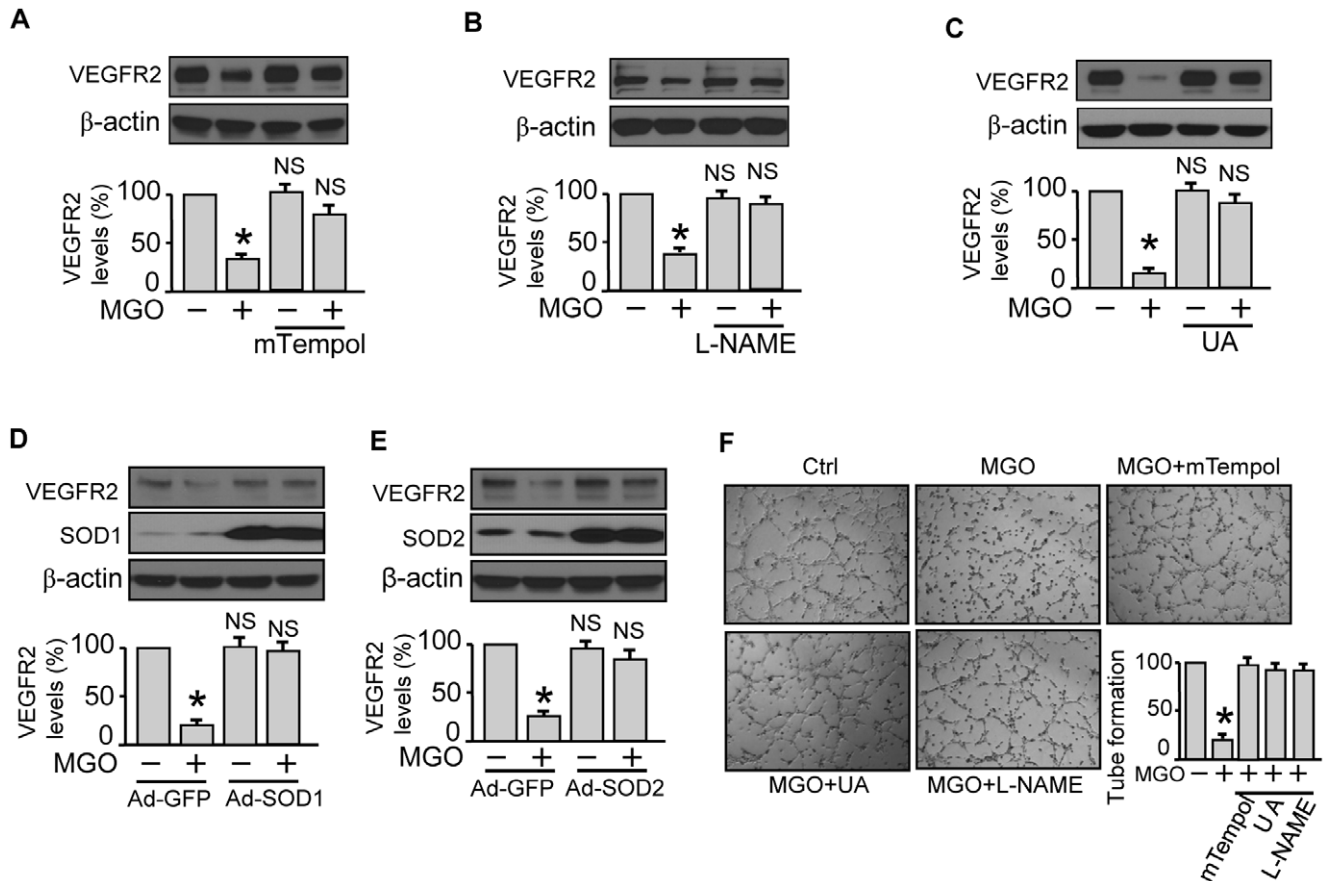 A
VEGFR2
β-actin
VEGFR2
levels (%)
100
50
0
* NS NS
MGO − + − +
mTempol
B
VEGFR2
β-actin
VEGFR2
levels (%)
100
50
0
* NS NS
MGO − + − +
L-NAME
C
VEGFR2
β-actin
VEGFR2
levels (%)
100
50
0
* NS NS
MGO − + − +
UA
D
VEGFR2
SOD1
β-actin
VEGFR2
levels (%)
100
50
0
* NS NS
MGO − + − +
Ad-GFP Ad-SOD1
E
VEGFR2
SOD2
β-actin
VEGFR2
levels (%)
100
50
0
* NS NS
MGO − + − +
Ad-GFP Ad-SOD2
F
Ctrl MGO MGO+mTempol
MGO+UA MGO+L-NAME
Tube formation
100
50
0
*
MGO − + + + +
mTempol
UA
L-NAME